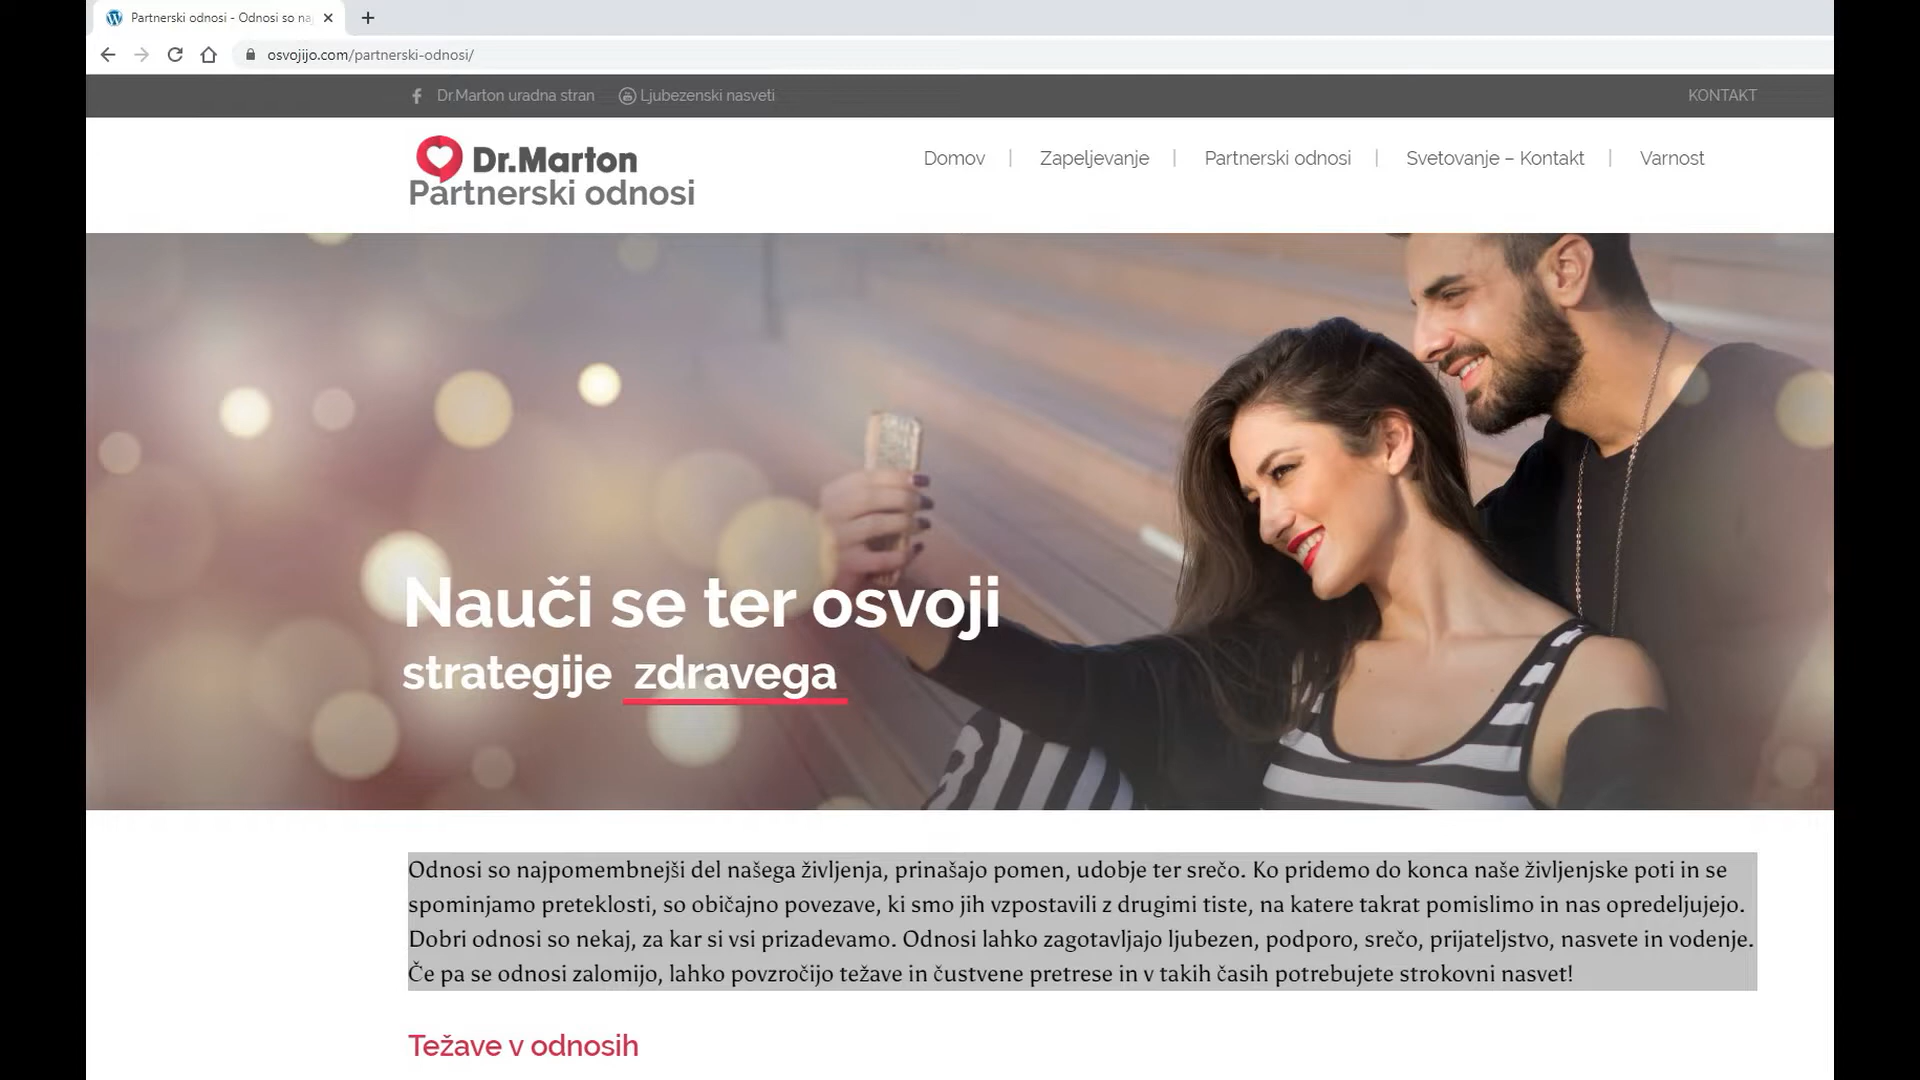 Partnerski odnosi - Odnosi so na
osvojijo.com/partnerski-odnosi/
Dr.Marton uradna stran
Ljubezenski nasveti
KONTAKT
Dr.Marton
Partnerski odnosi
Domov
Zapeljevanje
Partnerski odnosi
Svetovanje – Kontakt
Varnost
Nauči se ter osvoji
strategije zdravega
Odnosi so najpomembnejši del našega življenja, prinašajo pomen, udobje ter srečo. Ko pridemo do konca naše življenjske poti in se
spominjamo preteklosti, so običajno povezave, ki smo jih vzpostavili z drugimi tiste, na katere takrat pomislimo in nas opredeljujejo.
Dobri odnosi so nekaj, za kar si vsi prizadevamo. Odnosi lahko zagotavljajo ljubezen, podporo, srečo, prijateljstvo, nasvete in vodenje.
Če pa se odnosi zalomijo, lahko povzročijo težave in čustvene pretrese in v takih časih potrebujete strokovni nasvet!
Težave v odnosih